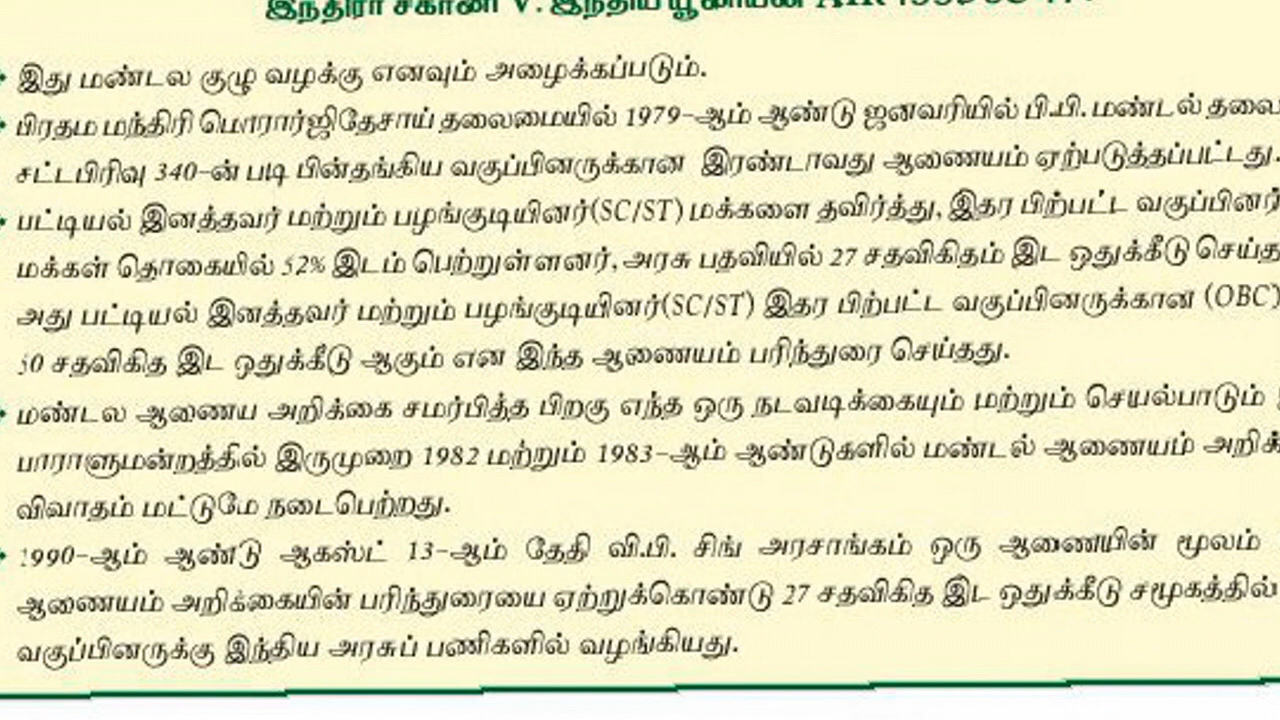 இந்திரா சகானி V. இந்திய யூனியன் AIR
இது மண்டல குழு வழக்கு எனவும் அழைக்கப்படும்.
பிரதம மந்திரி மொரார்ஜிதேசாய் தலைமையில் 1979-ஆம் ஆண்டு ஜனவரியில் பி.பி. மண்டல் தலை
சட்டபிரிவு 340-ன் படி பின்தங்கிய வகுப்பினருக்கான இரண்டாவது ஆணையம் ஏற்படுத்தப்பட்டது.
பட்டியல் இனத்தவர் மற்றும் பழங்குடியினர்(SC/ST) மக்களை தவிர்த்து, இதர பிற்பட்ட வகுப்பினர்
மக்கள் தொகையில் 52% இடம் பெற்றுள்ளனர், அரசு பதவியில் 27 சதவிகிதம் இட ஒதுக்கீடு செய்த
அது பட்டியல் இனத்தவர் மற்றும் பழங்குடியினர்(SC/ST) இதர பிற்பட்ட வகுப்பினருக்கான (OBC)
50 சதவிகித இட ஒதுக்கீடு ஆகும் என இந்த ஆணையம் பரிந்துரை செய்தது.
மண்டல ஆணைய அறிக்கை சமர்பித்த பிறகு எந்த ஒரு நடவடிக்கையும் மற்றும் செயல்பாடும்
பாராளுமன்றத்தில் இருமுறை 1982 மற்றும் 1983-ஆம் ஆண்டுகளில் மண்டல் ஆணையம் அறிக்
விவாதம் மட்டுமே நடைபெற்றது.
1990-ஆம் ஆண்டு ஆகஸ்ட் 13-ஆம் தேதி வி.பி. சிங் அரசாங்கம் ஒரு ஆணையின் மூலம்
ஆணையம் அறிக்கையின் பரிந்துரையை ஏற்றுக்கொண்டு 27 சதவிகித இட ஒதுக்கீடு சமூகத்தில்
வகுப்பினருக்கு இந்திய அரசுப் பணிகளில் வழங்கியது.